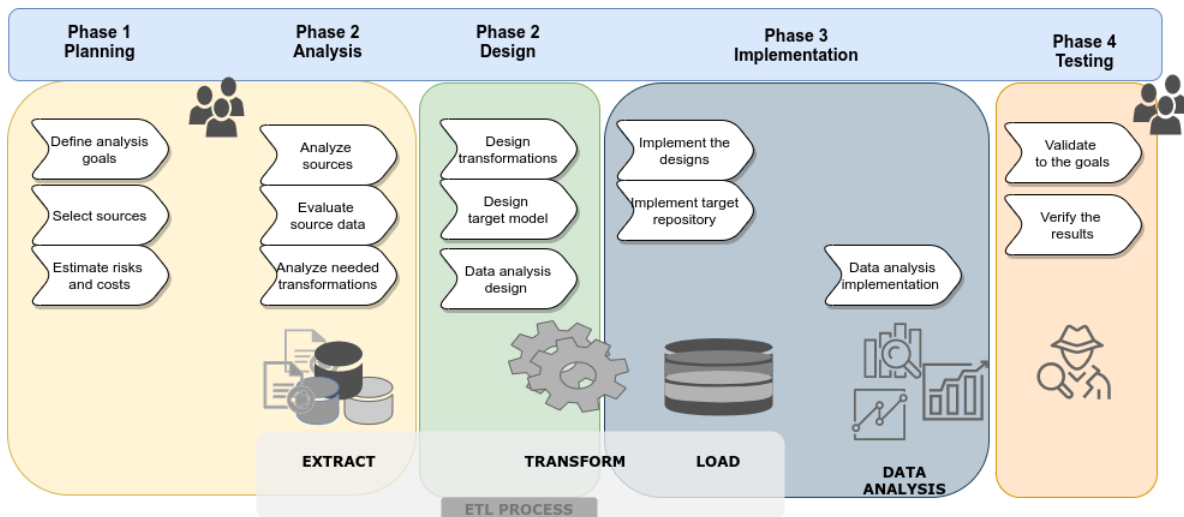 Phase 1
Planning
Phase 2
Analysis
Phase 2
Design
Phase 3
Implementation
Phase 4
Testing
Define analysis
goals
Select sources
Estimate risks
and costs
Analyze
sources
Evaluate
source data
Analyze needed
transformations
Design
transformations
Design
target model
Data analysis
design
Implement the
designs
Implement target
repository
Data analysis
implementation
Validate
to the goals
Verify the
results
EXTRACT
TRANSFORM
LOAD
DATA
ANALYSIS
ETL PROCESS